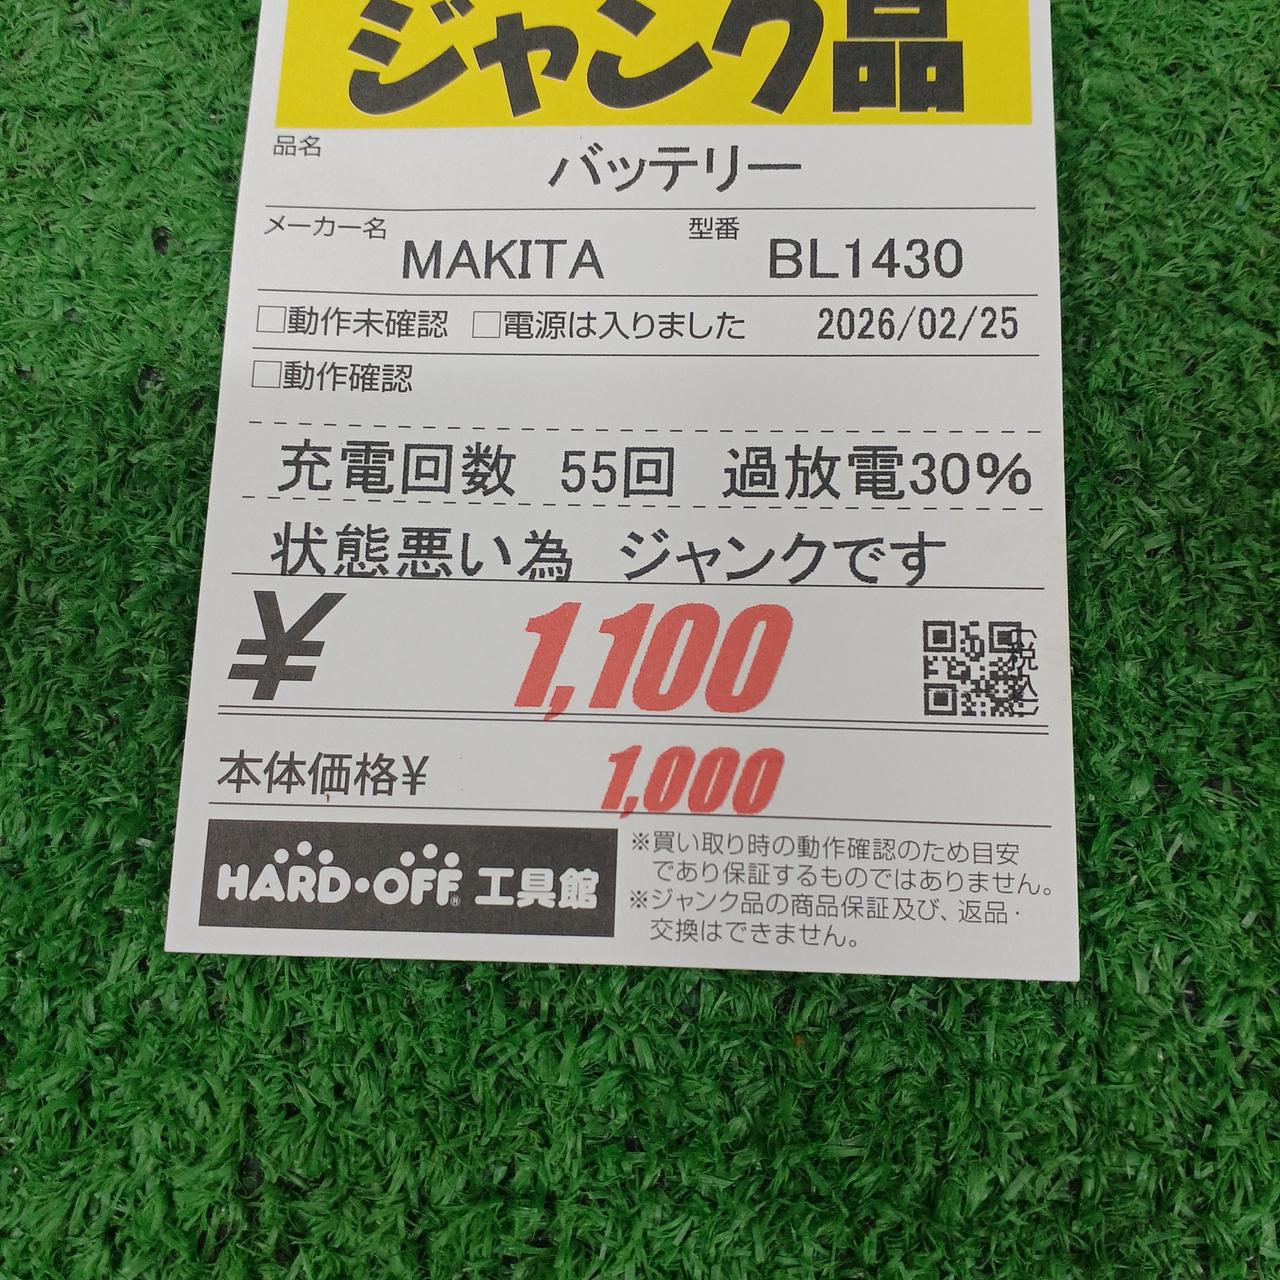 ジャンク品
品名
バッテリー
メーカー名 MAKITA 型番 BL1430
□動作未確認 □電源は入りました 2026/02/25
□動作確認
充電回数 55回 過放電30%
状態悪い為 ジャンクです
¥ 1,100 (税込)
本体価格¥ 1,000
HARD・OFF® 工具館
※買い取り時の動作確認のため目安
であり保証するものではありません。
※ジャンク品の商品保証及び、返品・
交換はできません。